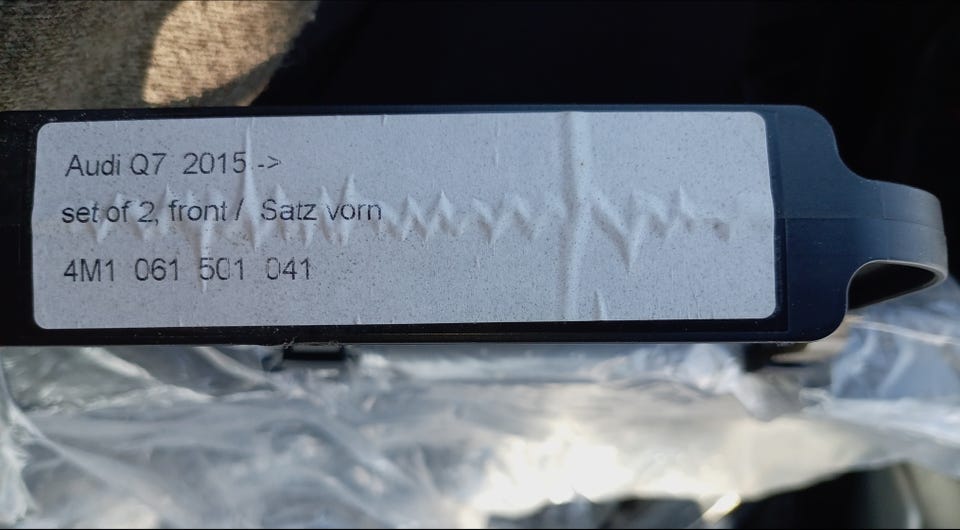 Audi Q7 2015 ->
set of 2, front / Satz vorn
4M1 061 501 041